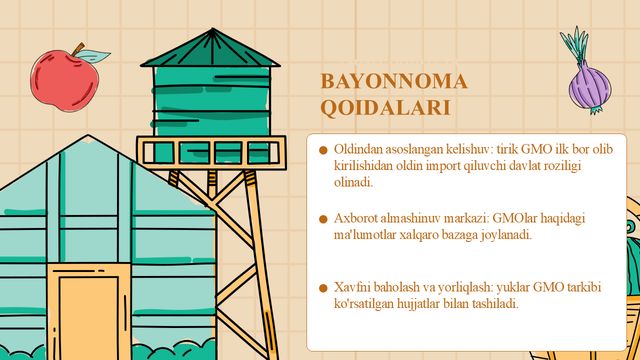 BAYONNOMA
QOIDALARI
● Oldindan asoslangan kelishuv: tirik GMO ilk bor olib
kirilishidan oldin import qiluvchi davlat roziligi
olinadi.
● Axborot almashinuv markazi: GMOlar haqidagi
ma'lumotlar xalqaro bazaga joylanadi.
● Xavfni baholash va yorliqlash: yuklar GMO tarkibi
ko'rsatilgan hujjatlar bilan tashiladi.